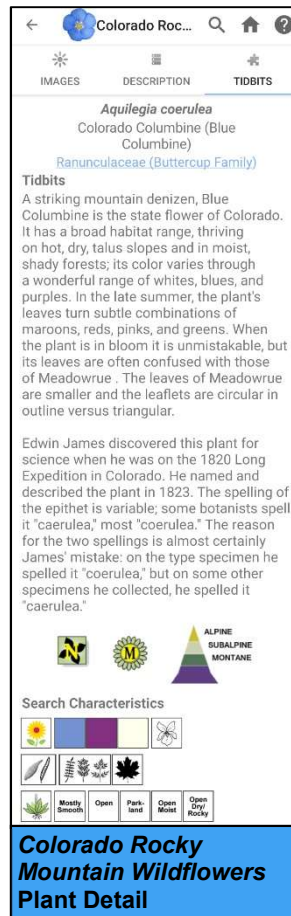 Colorado Roc...
IMAGES DESCRIPTION TIDBITS
Aquilegia coerulea
Colorado Columbine (Blue
Columbine)
Ranunculaceae (Buttercup Family)
Tidbits
A striking mountain denizen, Blue
Columbine is the state flower of Colorado.
It has a broad habitat range, thriving
on hot, dry, talus slopes and in moist,
shady forests; its color varies through
a wonderful range of whites, blues, and
purples. In the late summer, the plant's
leaves turn subtle combinations of
maroons, reds, pinks, and greens. When
the plant is in bloom it is unmistakable, but
its leaves are often confused with those
of Meadowrue . The leaves of Meadowrue
are smaller and the leaflets are circular in
outline versus triangular.
Edwin James discovered this plant for
science when he was on the 1820 Long
Expedition in Colorado. He named and
described the plant in 1823. The spelling of
the epithet is variable; some botanists spell
it "caerulea," most "coerulea." The reason
for the two spellings is almost certainly
James' mistake: on the type specimen he
spelled it "coerulea," but on some other
specimens he collected, he spelled it
"caerulea."
N M
ALPINE
SUBALPINE
MONTANE
Search Characteristics
Mostly Smooth Open Park-land Open Moist Open Dry/Rocky
Colorado Rocky
Mountain Wildflowers
Plant Detail